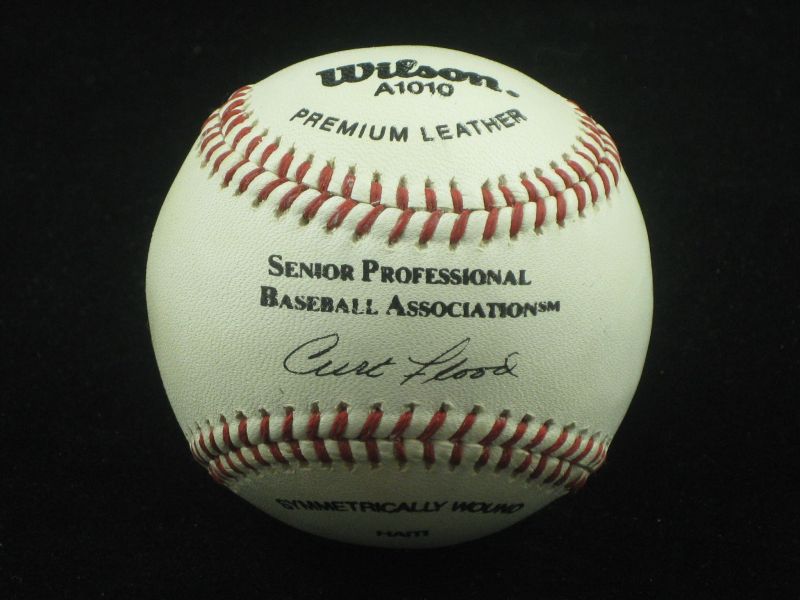 Wilson.
A1010
PREMIUM LEATHER
SENIOR PROFESSIONAL
BASEBALL ASSOCIATION℠
Curt Flood
SYMMETRICALLY WOUND
HAITI